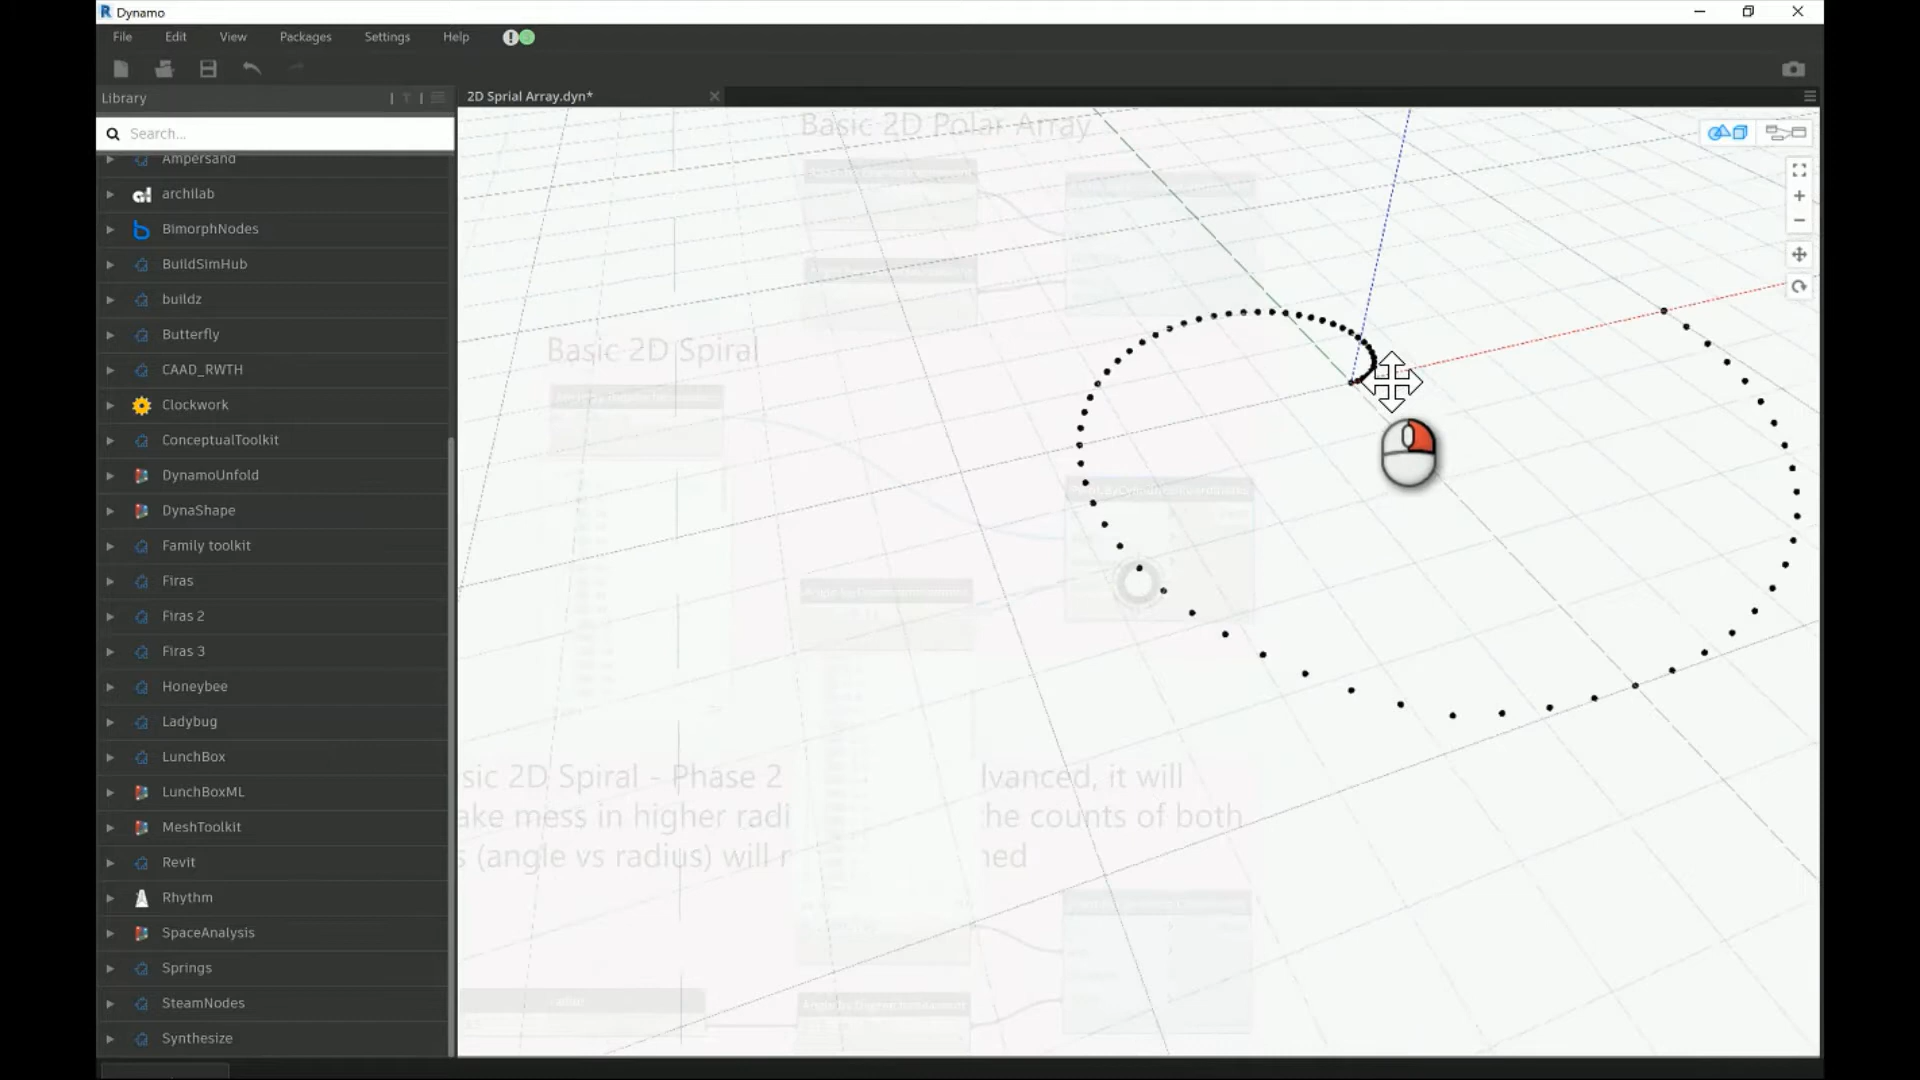 Dynamo
File Edit View Packages Settings Help
Library
2D Sprial Array.dyn*
Search...
Ampersand
archilab
BimorphNodes
BuildSimHub
buildz
Butterfly
CAAD_RWTH
Clockwork
ConceptualToolkit
DynamoUnfold
DynaShape
Family toolkit
Firas
Firas 2
Firas 3
Honeybee
Ladybug
LunchBox
LunchBoxML
MeshToolkit
Revit
Rhythm
SpaceAnalysis
Springs
SteamNodes
Synthesize
Basic 2D Polar Array
Basic 2D Spiral
sic 2D Spiral - Phase 2 lvanced, it will
ake mess in higher radi he counts of both
s (angle vs radius) will r ned